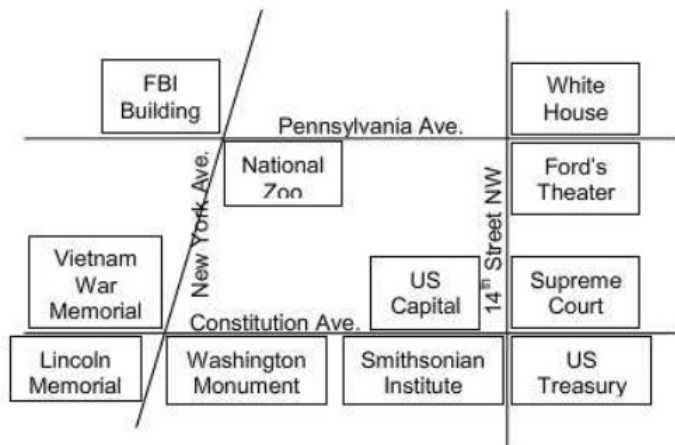 FBI
Building
White
House
Pennsylvania Ave.
National
Zoo
Ford's
Theater
New York Ave.
14th Street NW
Vietnam
War
Memorial
US
Capital
Supreme
Court
Constitution Ave.
Lincoln
Memorial
Washington
Monument
Smithsonian
Institute
US
Treasury